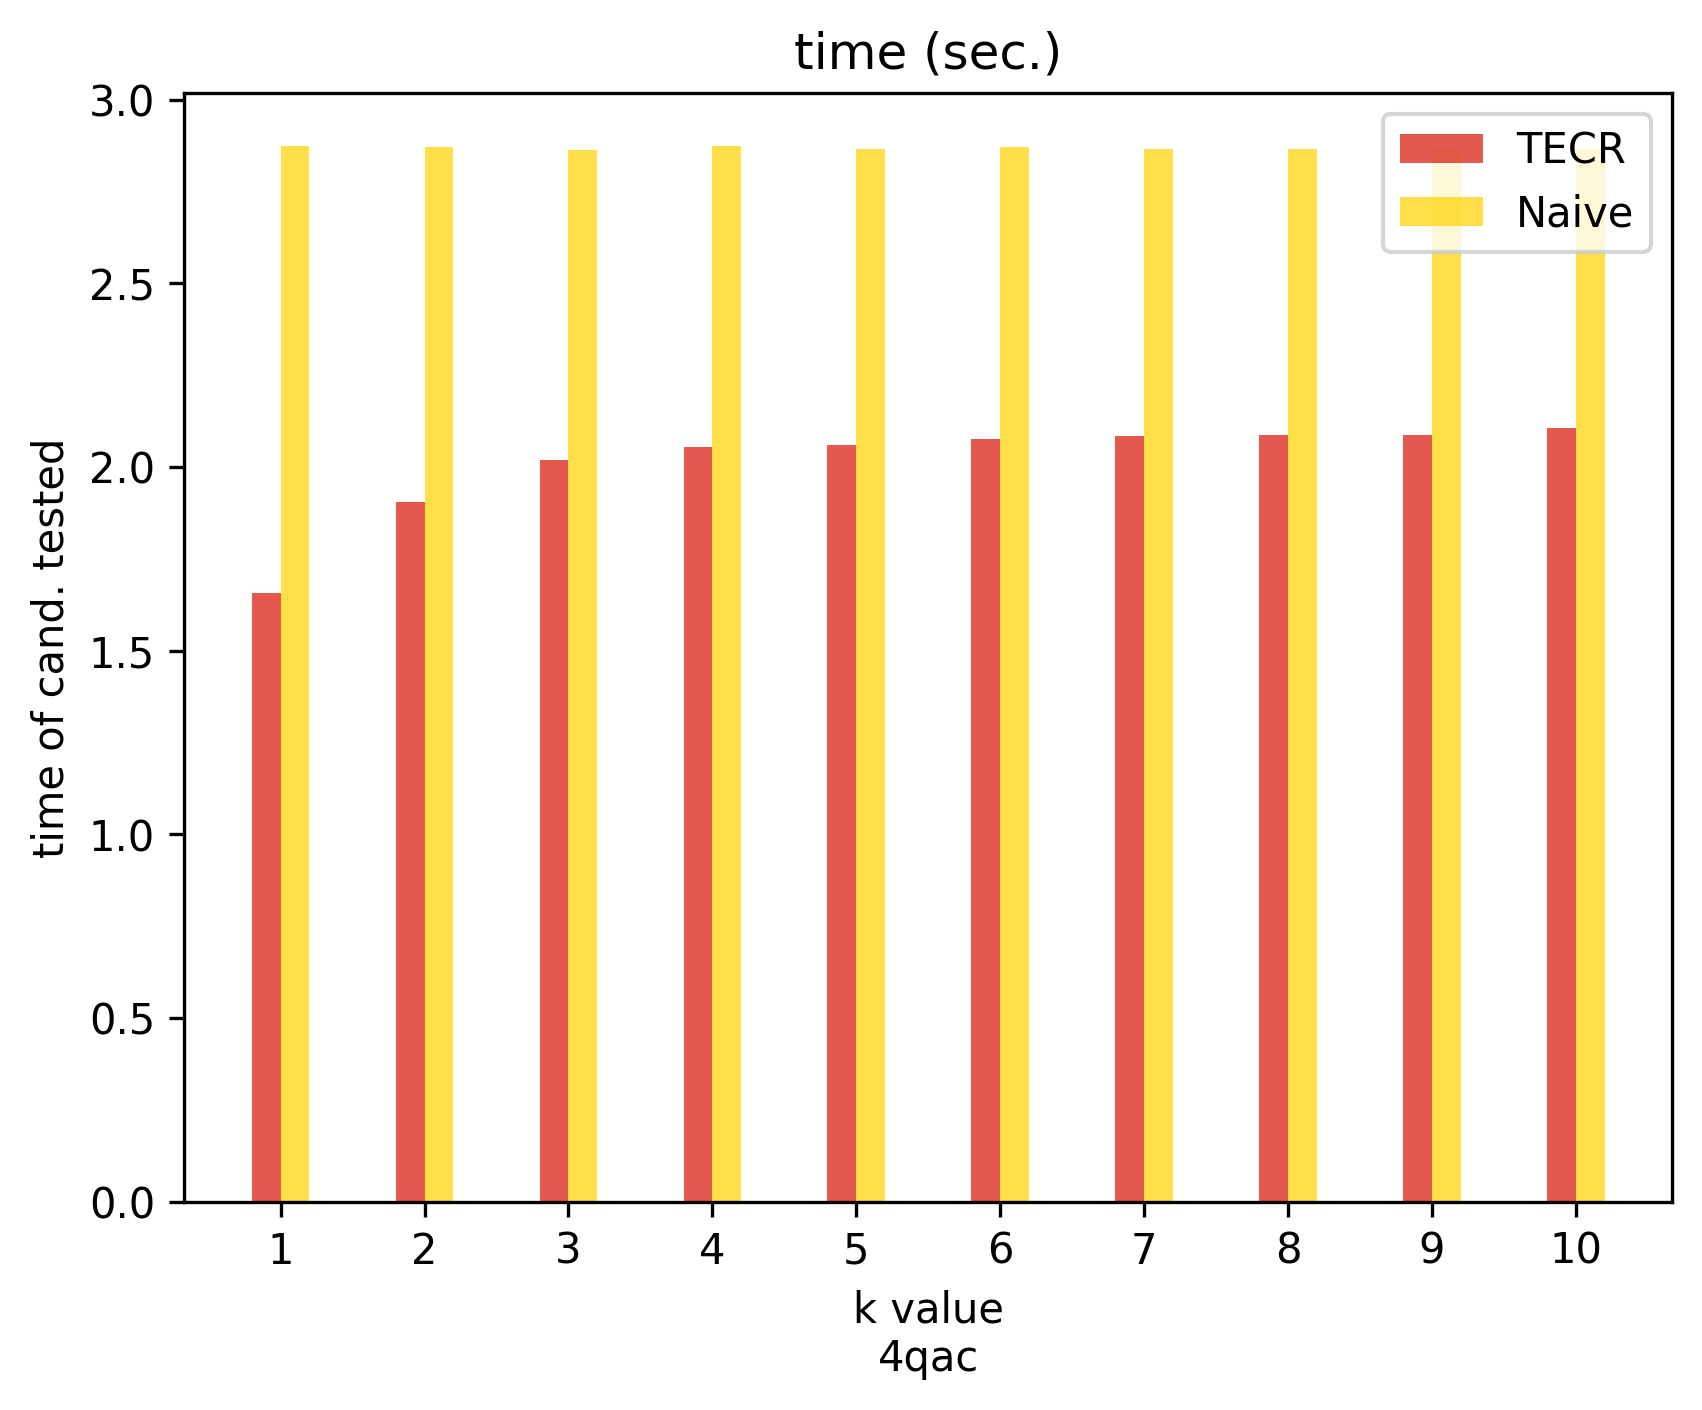 time (sec.)
TECR
Naive
3.0
2.5
2.0
1.5
1.0
0.5
0.0
time of cand. tested
1 2 3 4 5 6 7 8 9 10
k value
4qac